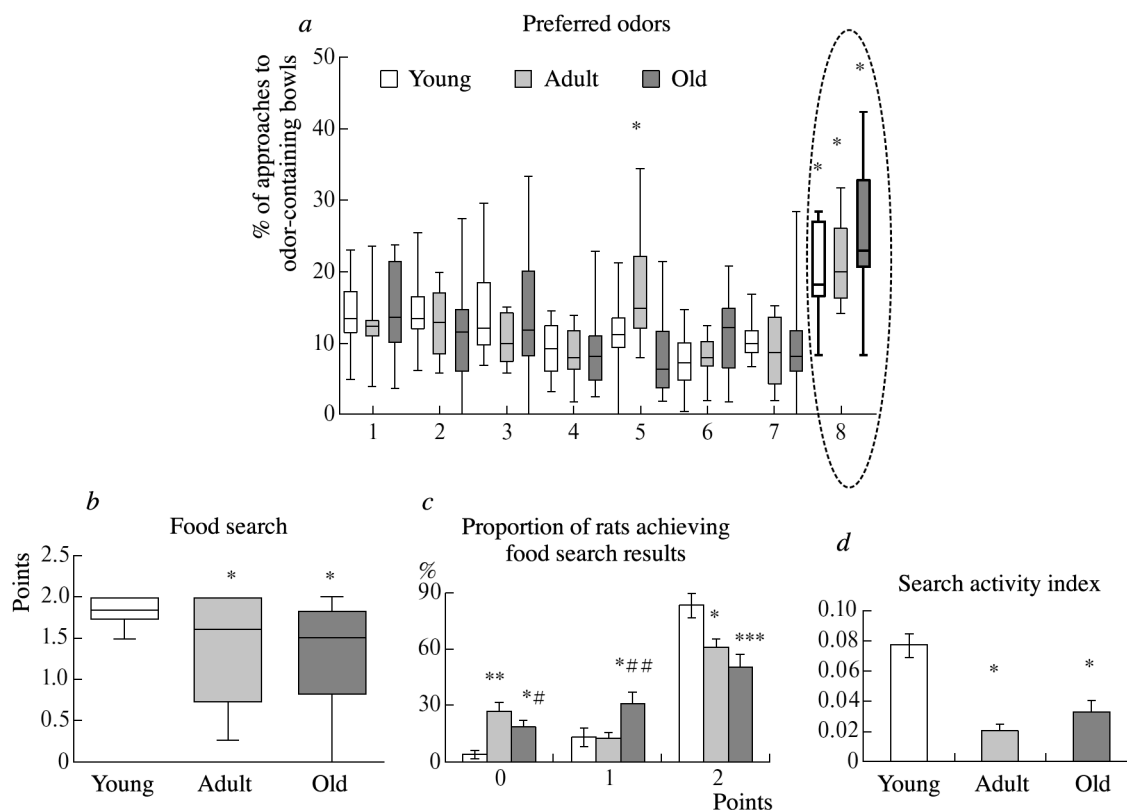 a Preferred odors
% of approaches to
odor-containing bowls
50
40
30
20
10
0
Young Adult Old
*
*
*
*
1 2 3 4 5 6 7 8
b
Food search
Points
2.5
2.0
1.5
1.0
0.5
0
* *
Young Adult Old
c
Proportion of rats achieving
food search results
%
90
60
30
0
** *# *## * ***
0 1 2
Points
d
Search activity index
0.10
0.08
0.06
0.04
0.02
0
* *
Young Adult Old